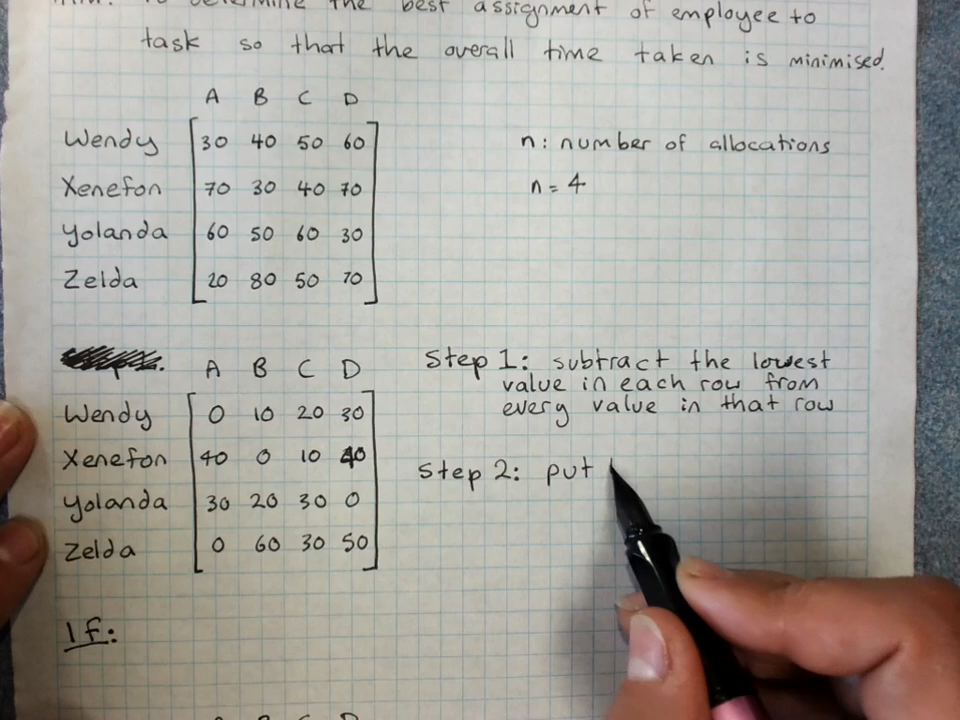 to determine the best assignment of employee to
task so that the overall time taken is minimised.
A B C D
Wendy 30 40 50 60
Xenefon 70 30 40 70
Yolanda 60 50 60 30
Zelda 20 80 50 70
n: number of allocations
n = 4
A B C D
Wendy 0 10 20 30
Xenefon 40 0 10 40
Yolanda 30 20 30 0
Zelda 0 60 30 50
Step 1: subtract the lowest
value in each row from
every value in that row
Step 2: put
If:
A B C D